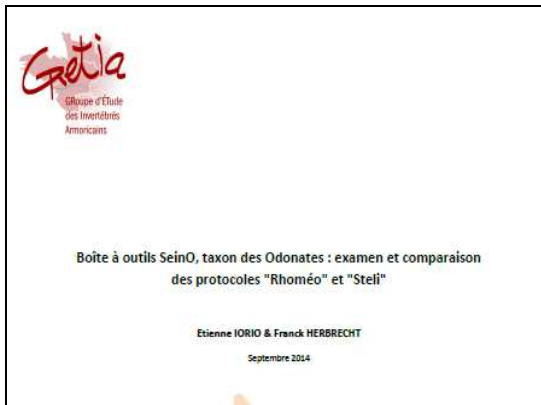 Gretia
GRoupe d'Étude
des Invertébrés
Armoricains
Boîte à outils SeinO, taxon des Odonates : examen et comparaison
des protocoles "Rhoméo" et "Steli"
Etienne IORIO & Franck HERBRECHT
Septembre 2014